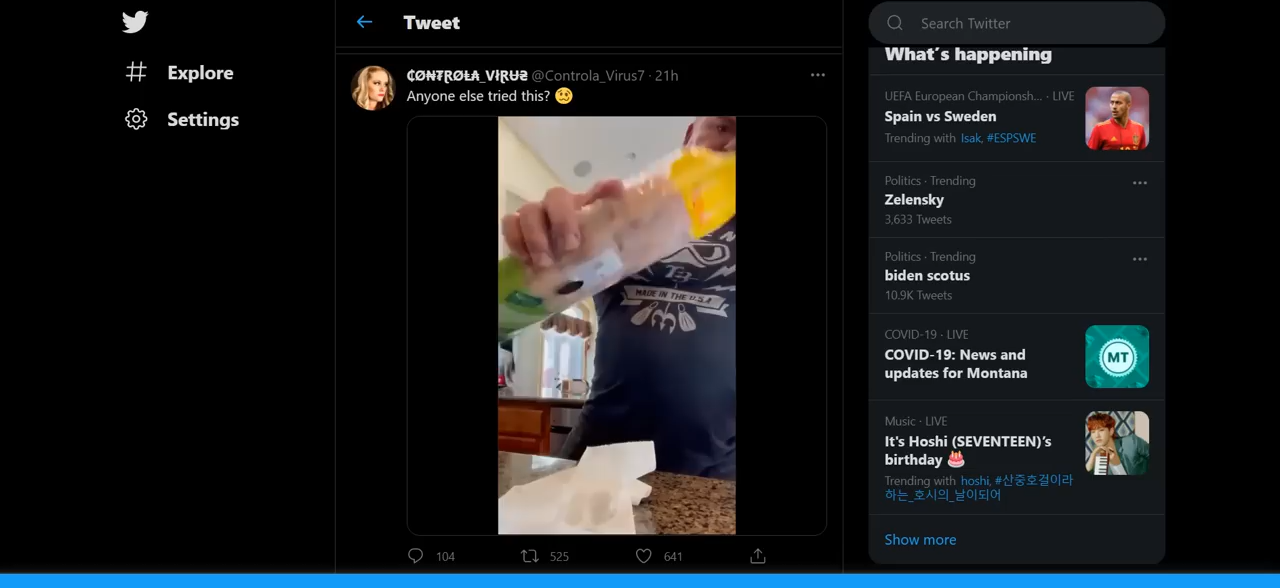 Explore
Settings
Tweet
₵Ø₦ŦⱤØⱠ₳_VƗⱤɄ₴ @Controla_Virus7 · 21h
Anyone else tried this? 🥴
MADE IN THE U.S.A
104
525
641
Search Twitter
What's happening
UEFA European Championsh... · LIVE
Spain vs Sweden
Trending with Isak, #ESPSWE
Politics · Trending
Zelensky
3,633 Tweets
Politics · Trending
biden scotus
10.9K Tweets
COVID-19 · LIVE
COVID-19: News and
updates for Montana
MT
Music · LIVE
It's Hoshi (SEVENTEEN)'s
birthday 🎂
Trending with hoshi, #산중호걸이라
하는_호시의_날이되어
Show more